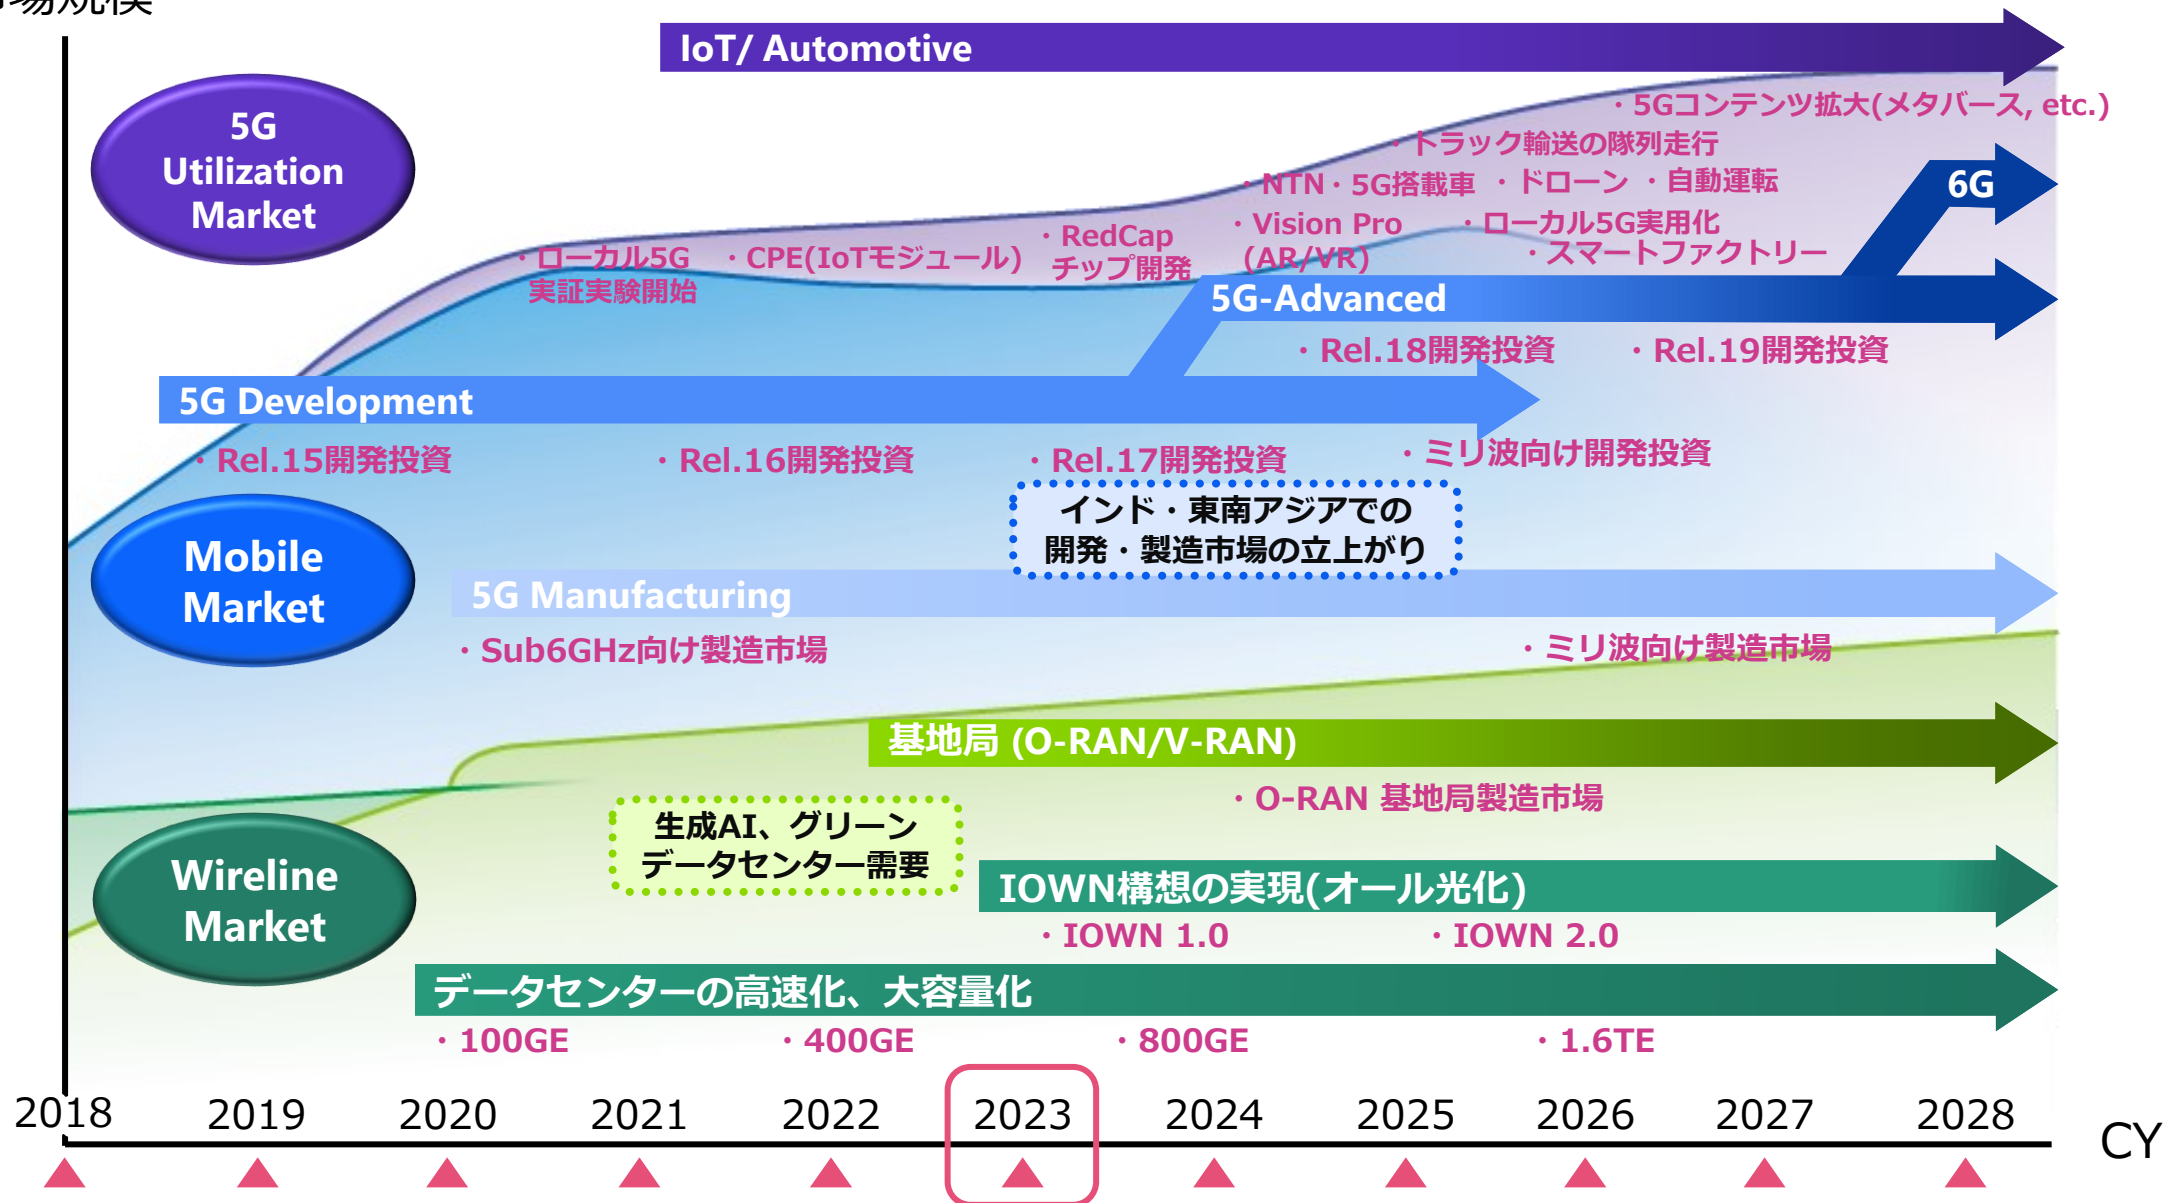 市場規模
IoT/ Automotive
5G
Utilization
Market
・5Gコンテンツ拡大(メタバース, etc.)
・トラック輸送の隊列走行
・NTN・5G搭載車 ・ドローン ・自動運転
6G
・Vision Pro
(AR/VR)
・ローカル5G実用化
・スマートファクトリー
・RedCap
チップ開発
・ローカル5G
実証実験開始
・CPE(IoTモジュール)
5G-Advanced
・Rel.18開発投資
・Rel.19開発投資
5G Development
・Rel.15開発投資
・Rel.16開発投資
・Rel.17開発投資
・ミリ波向け開発投資
インド・東南アジアでの
開発・製造市場の立上がり
Mobile
Market
5G Manufacturing
・Sub6GHz向け製造市場
・ミリ波向け製造市場
基地局 (O-RAN/V-RAN)
・O-RAN 基地局製造市場
生成AI、グリーン
データセンター需要
Wireline
Market
IOWN構想の実現(オール光化)
・IOWN 1.0
・IOWN 2.0
データセンターの高速化、大容量化
・100GE
・400GE
・800GE
・1.6TE
2018 2019 2020 2021 2022 2023 2024 2025 2026 2027 2028
CY